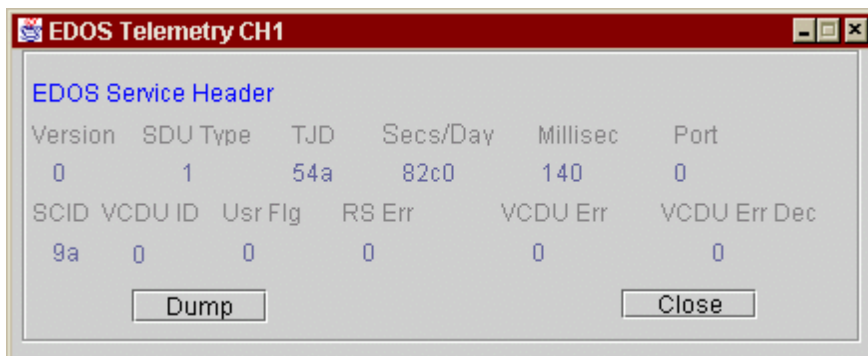 EDOS Telemetry CH1
EDOS Service Header
Version SDU Type TJD Secs/Day Millisec Port
0 1 54a 82c0 140 0
SCID VCDU ID Usr Flg RS Err VCDU Err VCDU Err Dec
9a 0 0 0 0 0
Dump Close